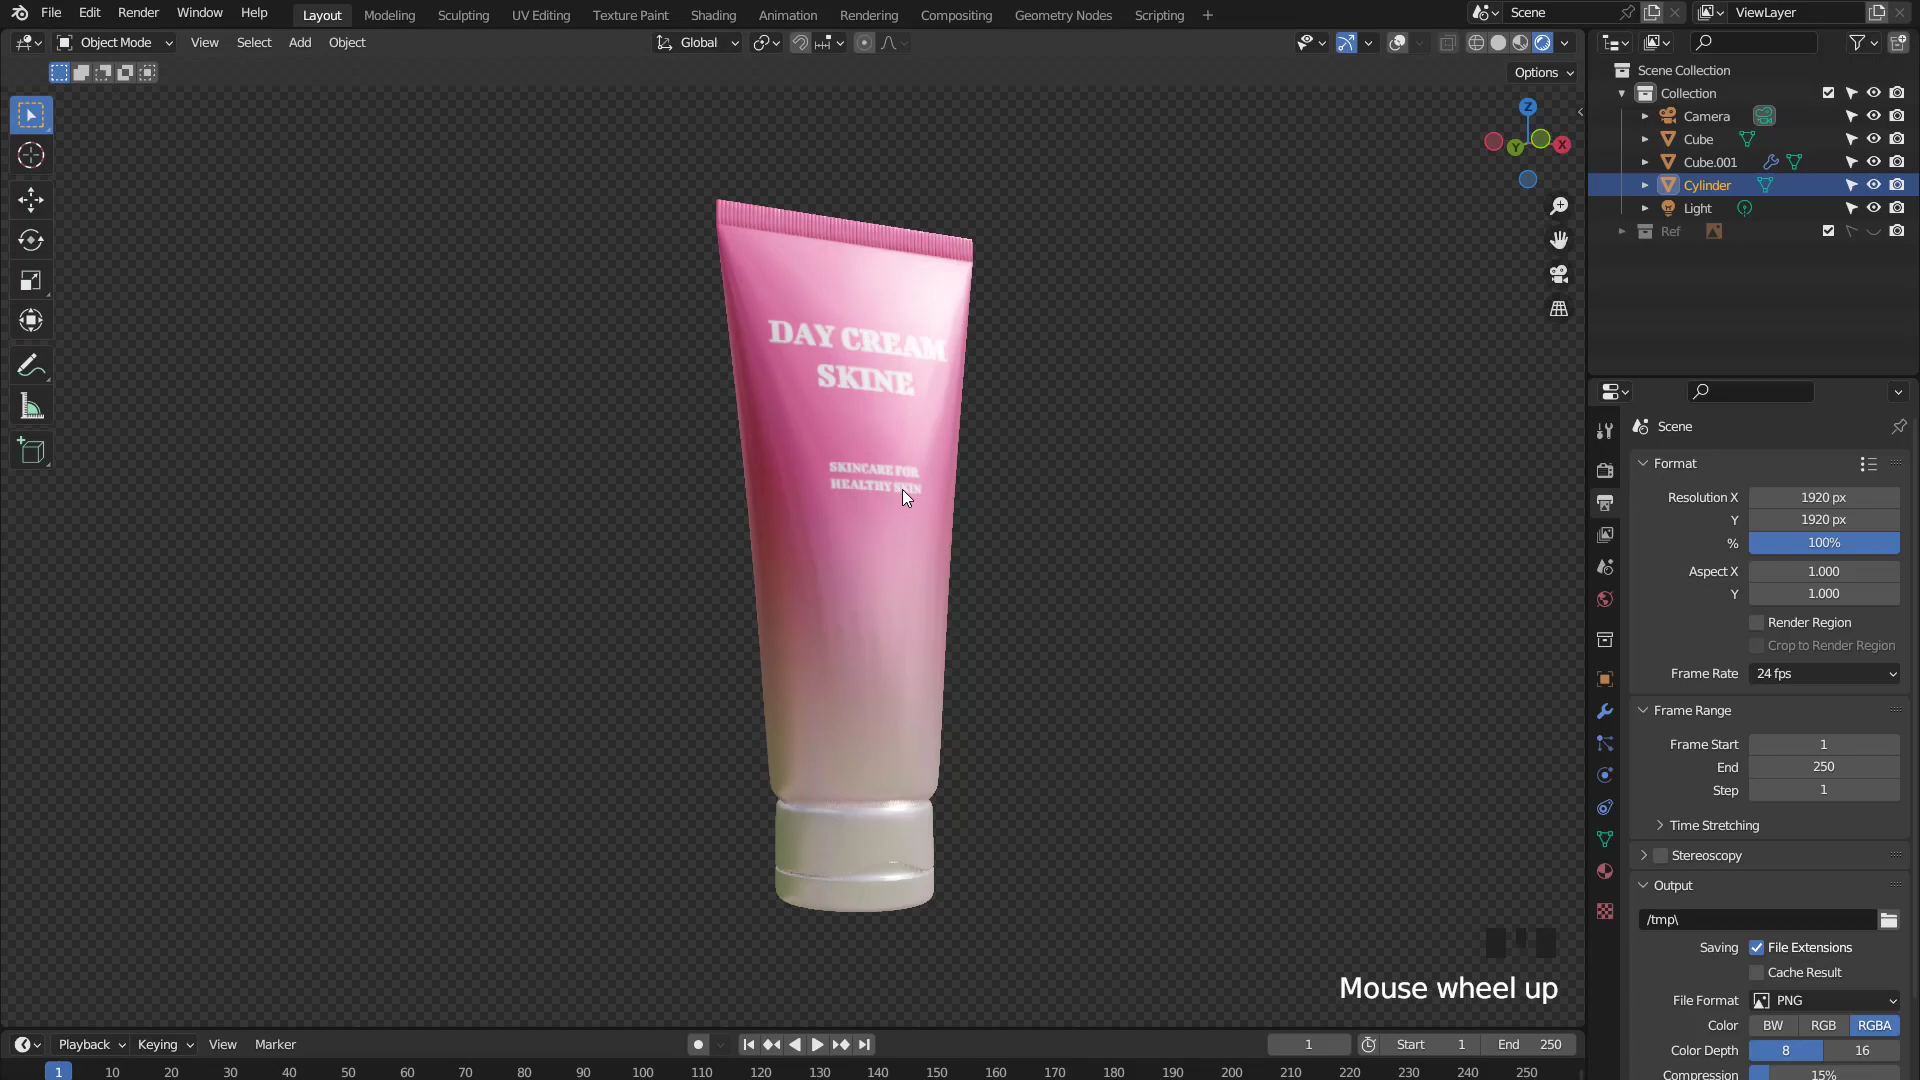 File Edit Render Window Help Layout Modeling Sculpting UV Editing Texture Paint Shading Animation Rendering Compositing Geometry Nodes Scripting + Scene ViewLayer
Object Mode View Select Add Object Global
Options
Scene Collection
Collection
Camera
Cube
Cube.001
Cylinder
Light
Ref
Z
Y X
DAY CREAM
SKINE
SKINCARE FOR
HEALTHY SKIN
Scene
Format
Resolution X 1920 px
Y 1920 px
% 100%
Aspect X 1.000
Y 1.000
Render Region
Crop to Render Region
Frame Rate 24 fps
Frame Range
Frame Start 1
End 250
Step 1
Time Stretching
Stereoscopy
Output
/tmp\
Saving File Extensions
Cache Result
File Format PNG
Color BW RGB RGBA
Color Depth 8 16
Compression 15%
Mouse wheel up
Playback Keying View Marker 1 Start 1 End 250
1 10 20 30 40 50 60 70 80 90 100 110 120 130 140 150 160 170 180 190 200 210 220 230 240 250